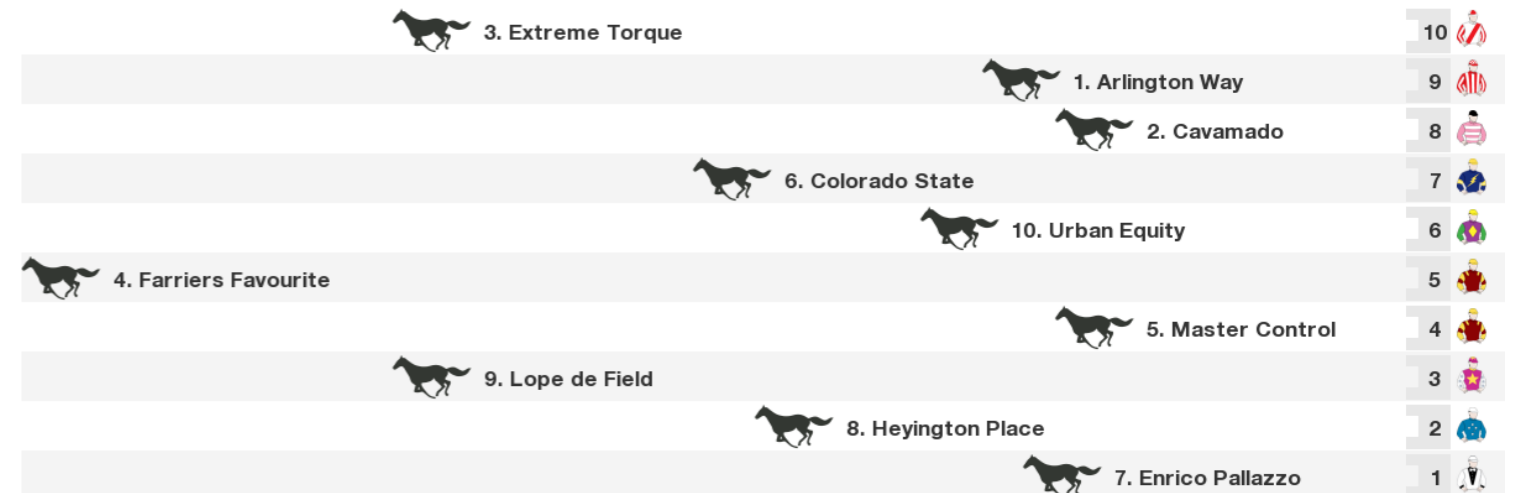 3. Extreme Torque 10
1. Arlington Way 9
2. Cavamado 8
6. Colorado State 7
10. Urban Equity 6
4. Farriers Favourite 5
5. Master Control 4
9. Lope de Field 3
8. Heyington Place 2
7. Enrico Pallazzo 1